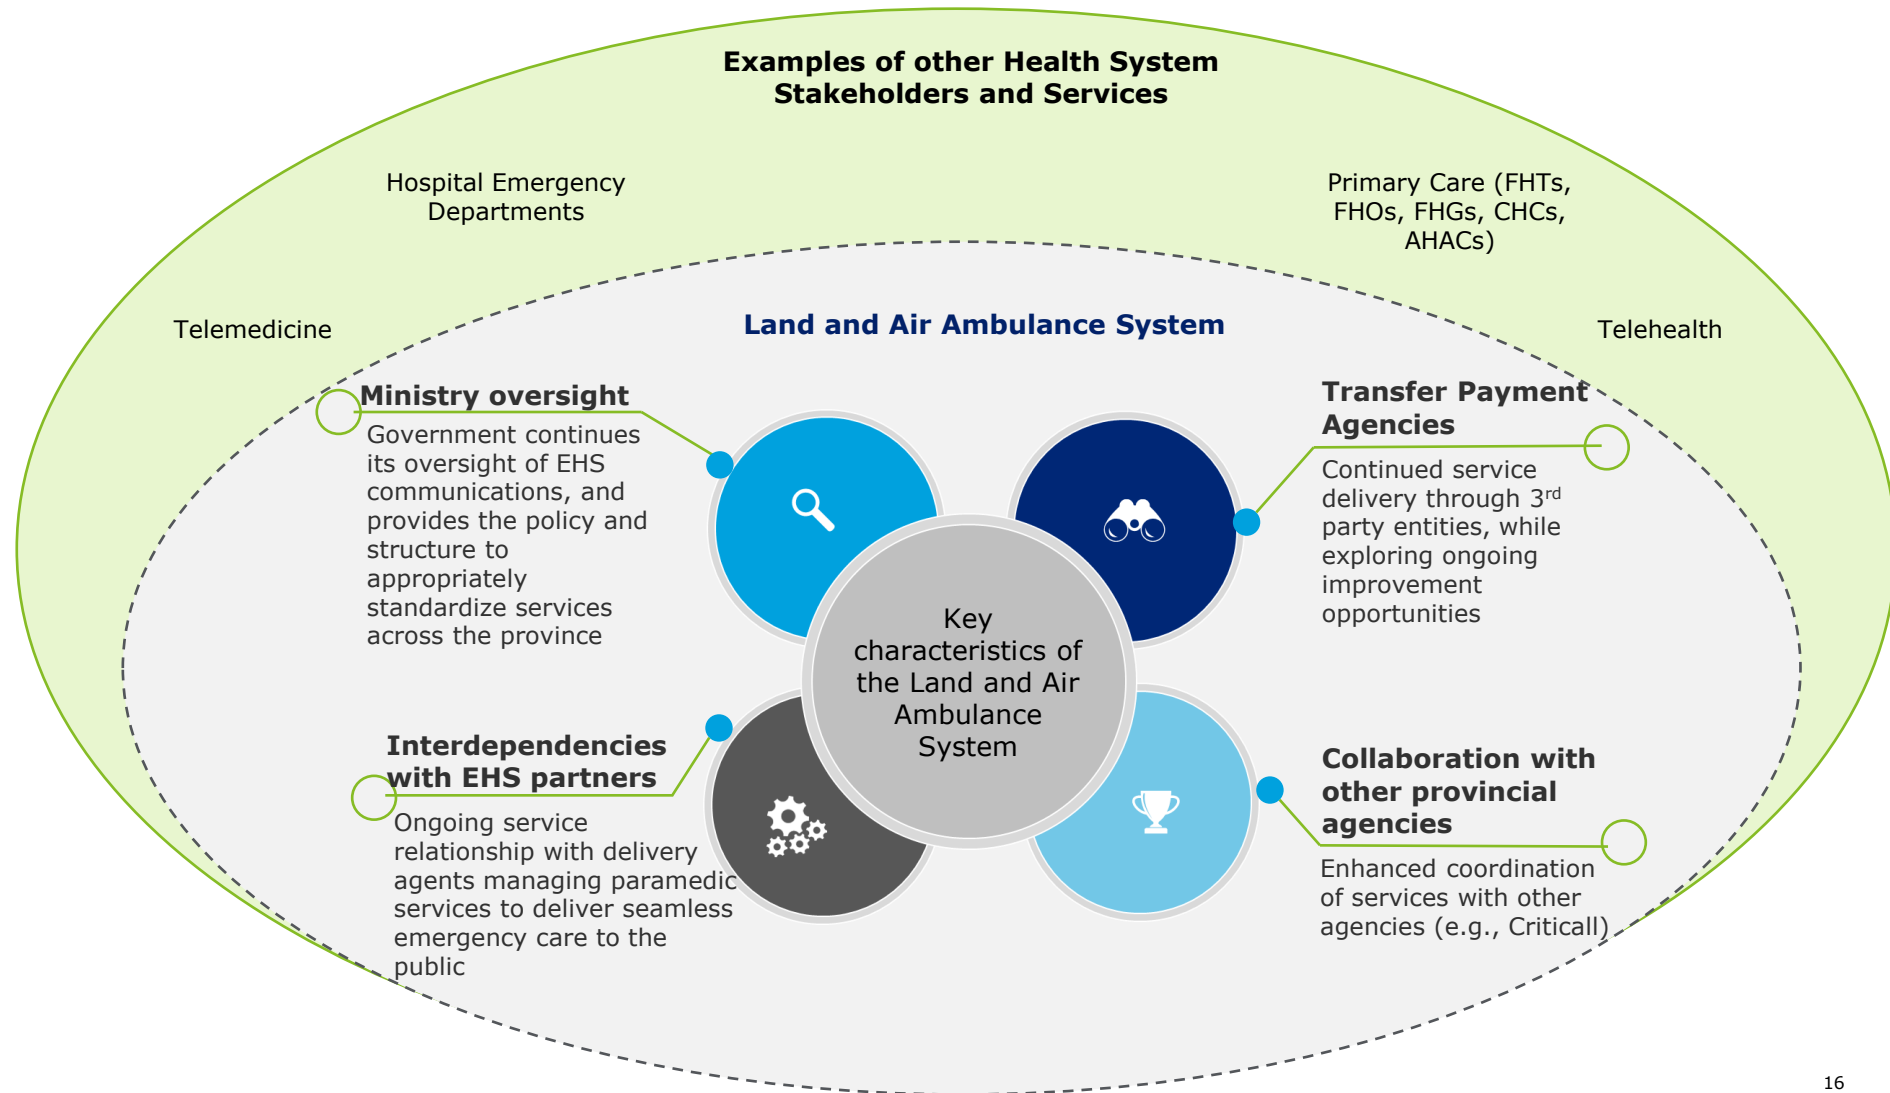 Examples of other Health System
Stakeholders and Services
Hospital Emergency
Departments
Primary Care (FHTs,
FHOs, FHGs, CHCs,
AHACs)
Telemedicine
Telehealth
Land and Air Ambulance System
Ministry oversight
Government continues
its oversight of EHS
communications, and
provides the policy and
structure to
appropriately
standardize services
across the province
Transfer Payment
Agencies
Continued service
delivery through 3rd
party entities, while
exploring ongoing
improvement
opportunities
Key
characteristics of
the Land and Air
Ambulance
System
Interdependencies
with EHS partners
Ongoing service
relationship with delivery
agents managing paramedic
services to deliver seamless
emergency care to the
public
Collaboration with
other provincial
agencies
Enhanced coordination
of services with other
agencies (e.g., Criticall)
16